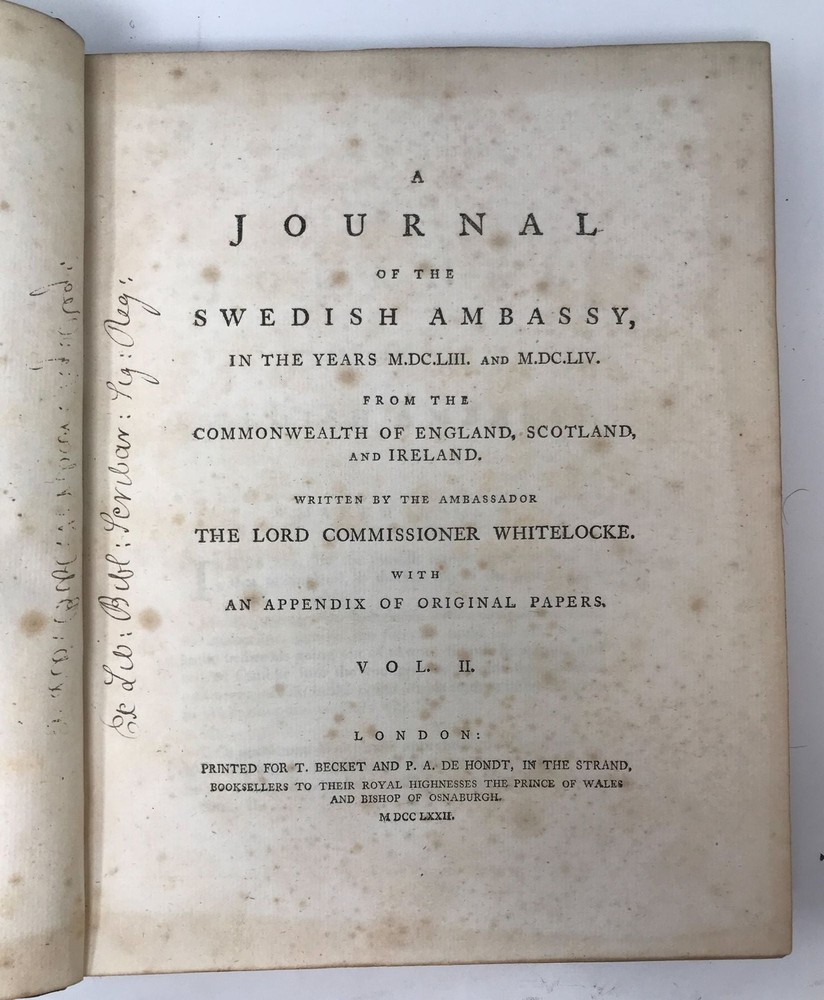 A
JOURNAL
OF THE
SWEDISH AMBASSY,
IN THE YEARS M.DC.LIII. AND M.DC.LIV.
FROM THE
COMMONWEALTH OF ENGLAND, SCOTLAND,
AND IRELAND.
WRITTEN BY THE AMBASSADOR
THE LORD COMMISSIONER WHITELOCKE.
WITH
AN APPENDIX OF ORIGINAL PAPERS.
VOL. II.
LONDON:
PRINTED FOR T. BECKET AND P. A. DE HONDT, IN THE STRAND,
BOOKSELLERS TO THEIR ROYAL HIGHNESSES THE PRINCE OF WALES
AND BISHOP OF OSNABURGH.
M DCC LXXII.
Ex Lib: Bibl: Scribar: Sig: Reg: